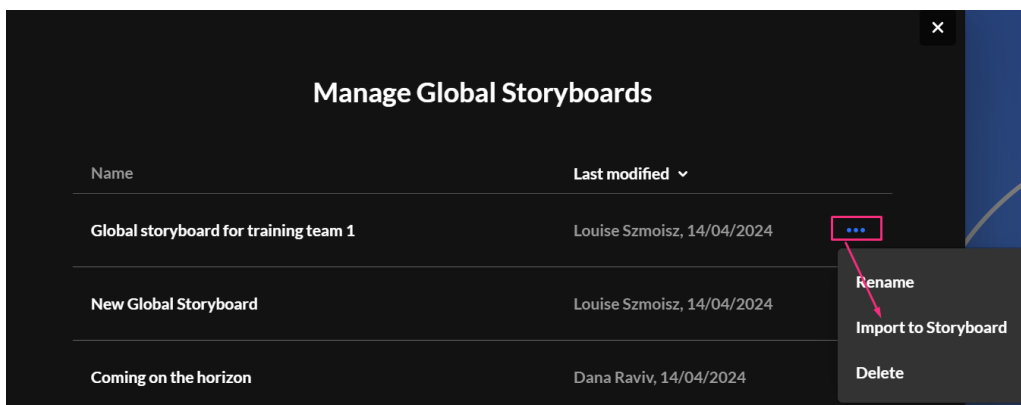 Manage Global Storyboards
Name Last modified
Global storyboard for training team 1 Louise Szmoisz, 14/04/2024
Rename
New Global Storyboard Louise Szmoisz, 14/04/2024
Import to Storyboard
Coming on the horizon Dana Raviv, 14/04/2024
Delete